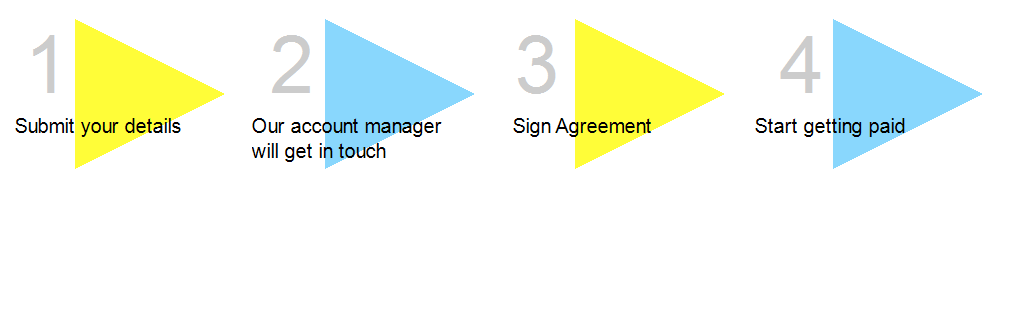 1
Submit your details
2
Our account manager
will get in touch
3
Sign Agreement
4
Start getting paid